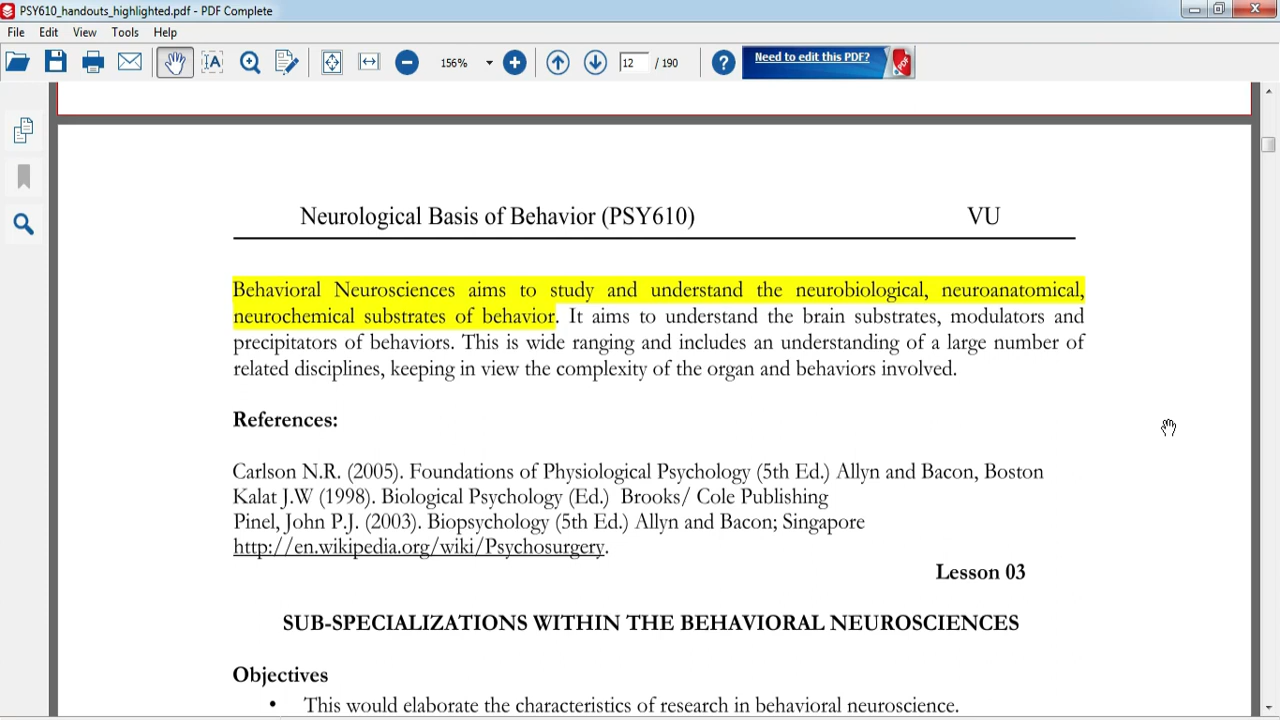 PSY610_handouts_highlighted.pdf - PDF Complete
File Edit View Tools Help
156% 12 / 190 ? Need to edit this PDF? PDF
Neurological Basis of Behavior (PSY610) VU
Behavioral Neurosciences aims to study and understand the neurobiological, neuroanatomical,
neurochemical substrates of behavior. It aims to understand the brain substrates, modulators and
precipitators of behaviors. This is wide ranging and includes an understanding of a large number of
related disciplines, keeping in view the complexity of the organ and behaviors involved.
References:
Carlson N.R. (2005). Foundations of Physiological Psychology (5th Ed.) Allyn and Bacon, Boston
Kalat J.W (1998). Biological Psychology (Ed.) Brooks/ Cole Publishing
Pinel, John P.J. (2003). Biopsychology (5th Ed.) Allyn and Bacon; Singapore
http://en.wikipedia.org/wiki/Psychosurgery.
Lesson 03
SUB-SPECIALIZATIONS WITHIN THE BEHAVIORAL NEUROSCIENCES
Objectives
• This would elaborate the characteristics of research in behavioral neuroscience.